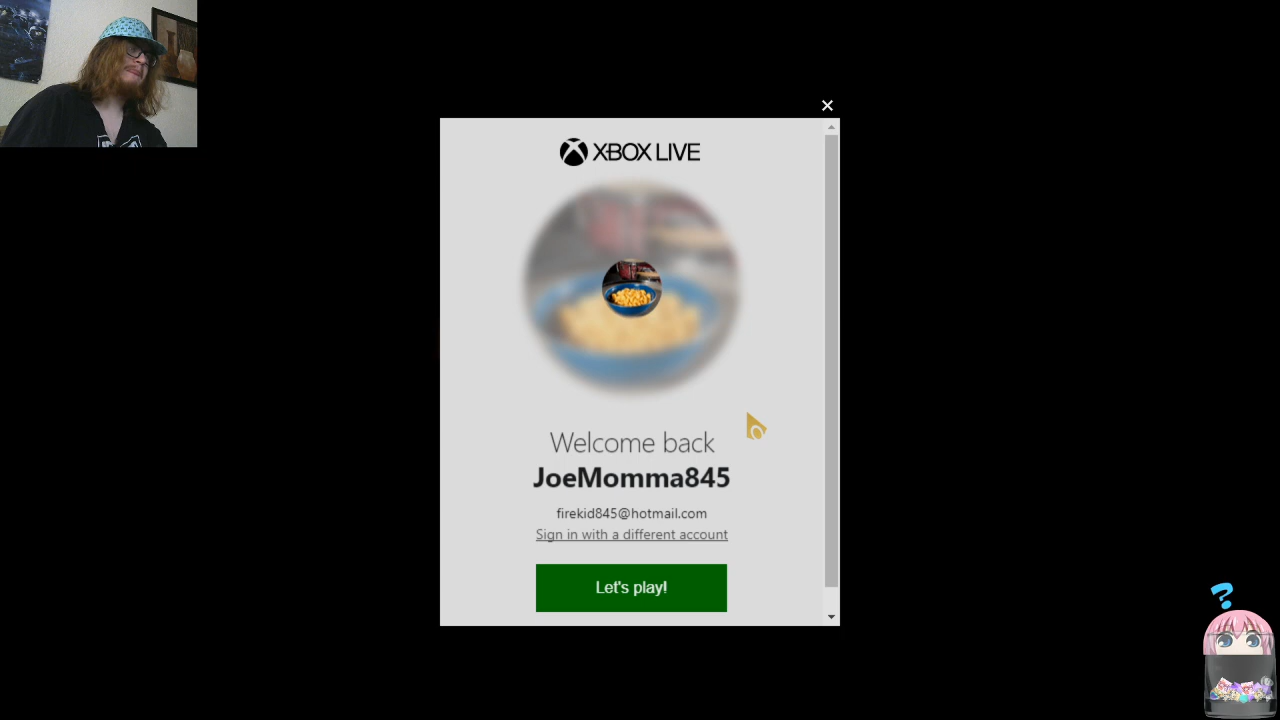 XBOX LIVE
Welcome back
JoeMomma845
firekid845@hotmail.com
Sign in with a different account
Let's play!
?